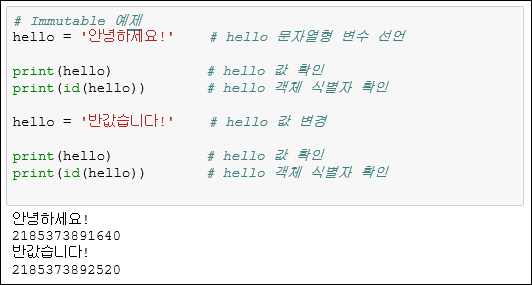 # Immutable 예제
hello = '안녕하세요!' # hello 문자열형 변수 선언
print(hello) # hello 값 확인
print(id(hello)) # hello 객체 식별자 확인
hello = '반값습니다!' # hello 값 변경
print(hello) # hello 값 확인
print(id(hello)) # hello 객체 식별자 확인
안녕하세요!
2185373891640
반값습니다!
2185373892520